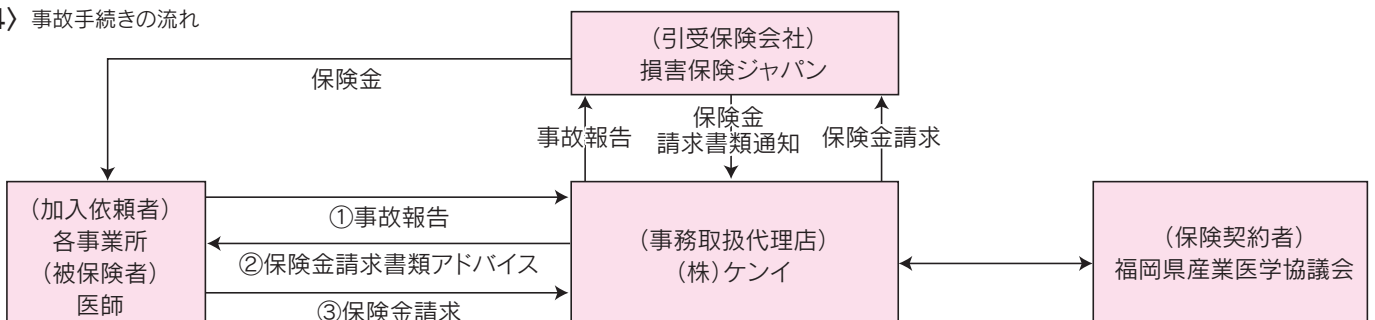 4〉事故手続きの流れ
(引受保険会社)
損害保険ジャパン
保険金
事故報告
保険金
請求書類通知
保険金請求
(加入依頼者)
各事業所
(被保険者)
医師
①事故報告
②保険金請求書類アドバイス
③保険金請求
(事務取扱代理店)
(株)ケンイ
(保険契約者)
福岡県産業医学協議会